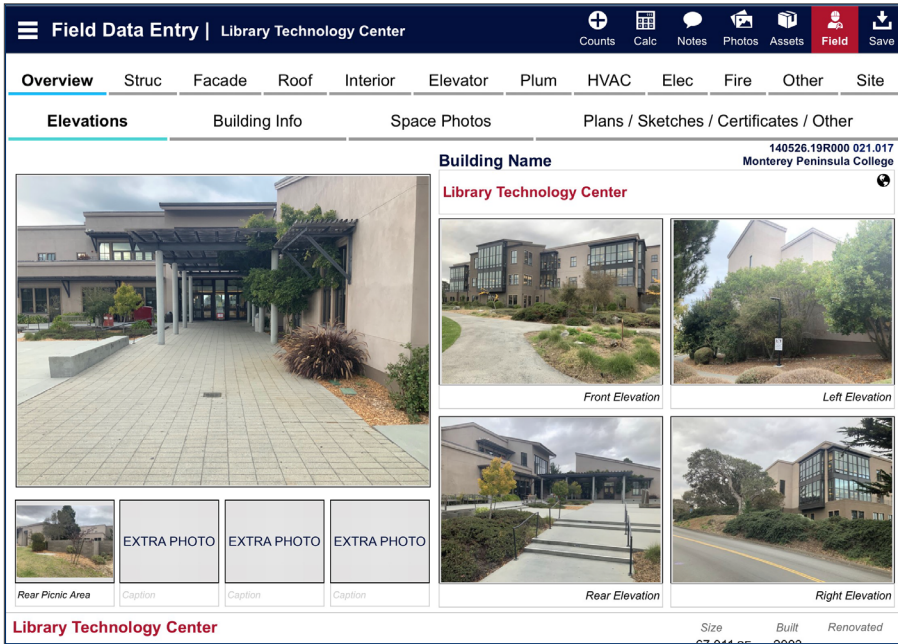 Field Data Entry | Library Technology Center
Counts Calc Notes Photos Assets Field Save
Overview Struc Facade Roof Interior Elevator Plum HVAC Elec Fire Other Site
Elevations Building Info Space Photos Plans / Sketches / Certificates / Other
140526.19R000 021.017
Building Name Monterey Peninsula College
Library Technology Center
Front Elevation Left Elevation
EXTRA PHOTO EXTRA PHOTO EXTRA PHOTO
Rear Picnic Area Caption Caption Caption Rear Elevation Right Elevation
Library Technology Center Size Built Renovated